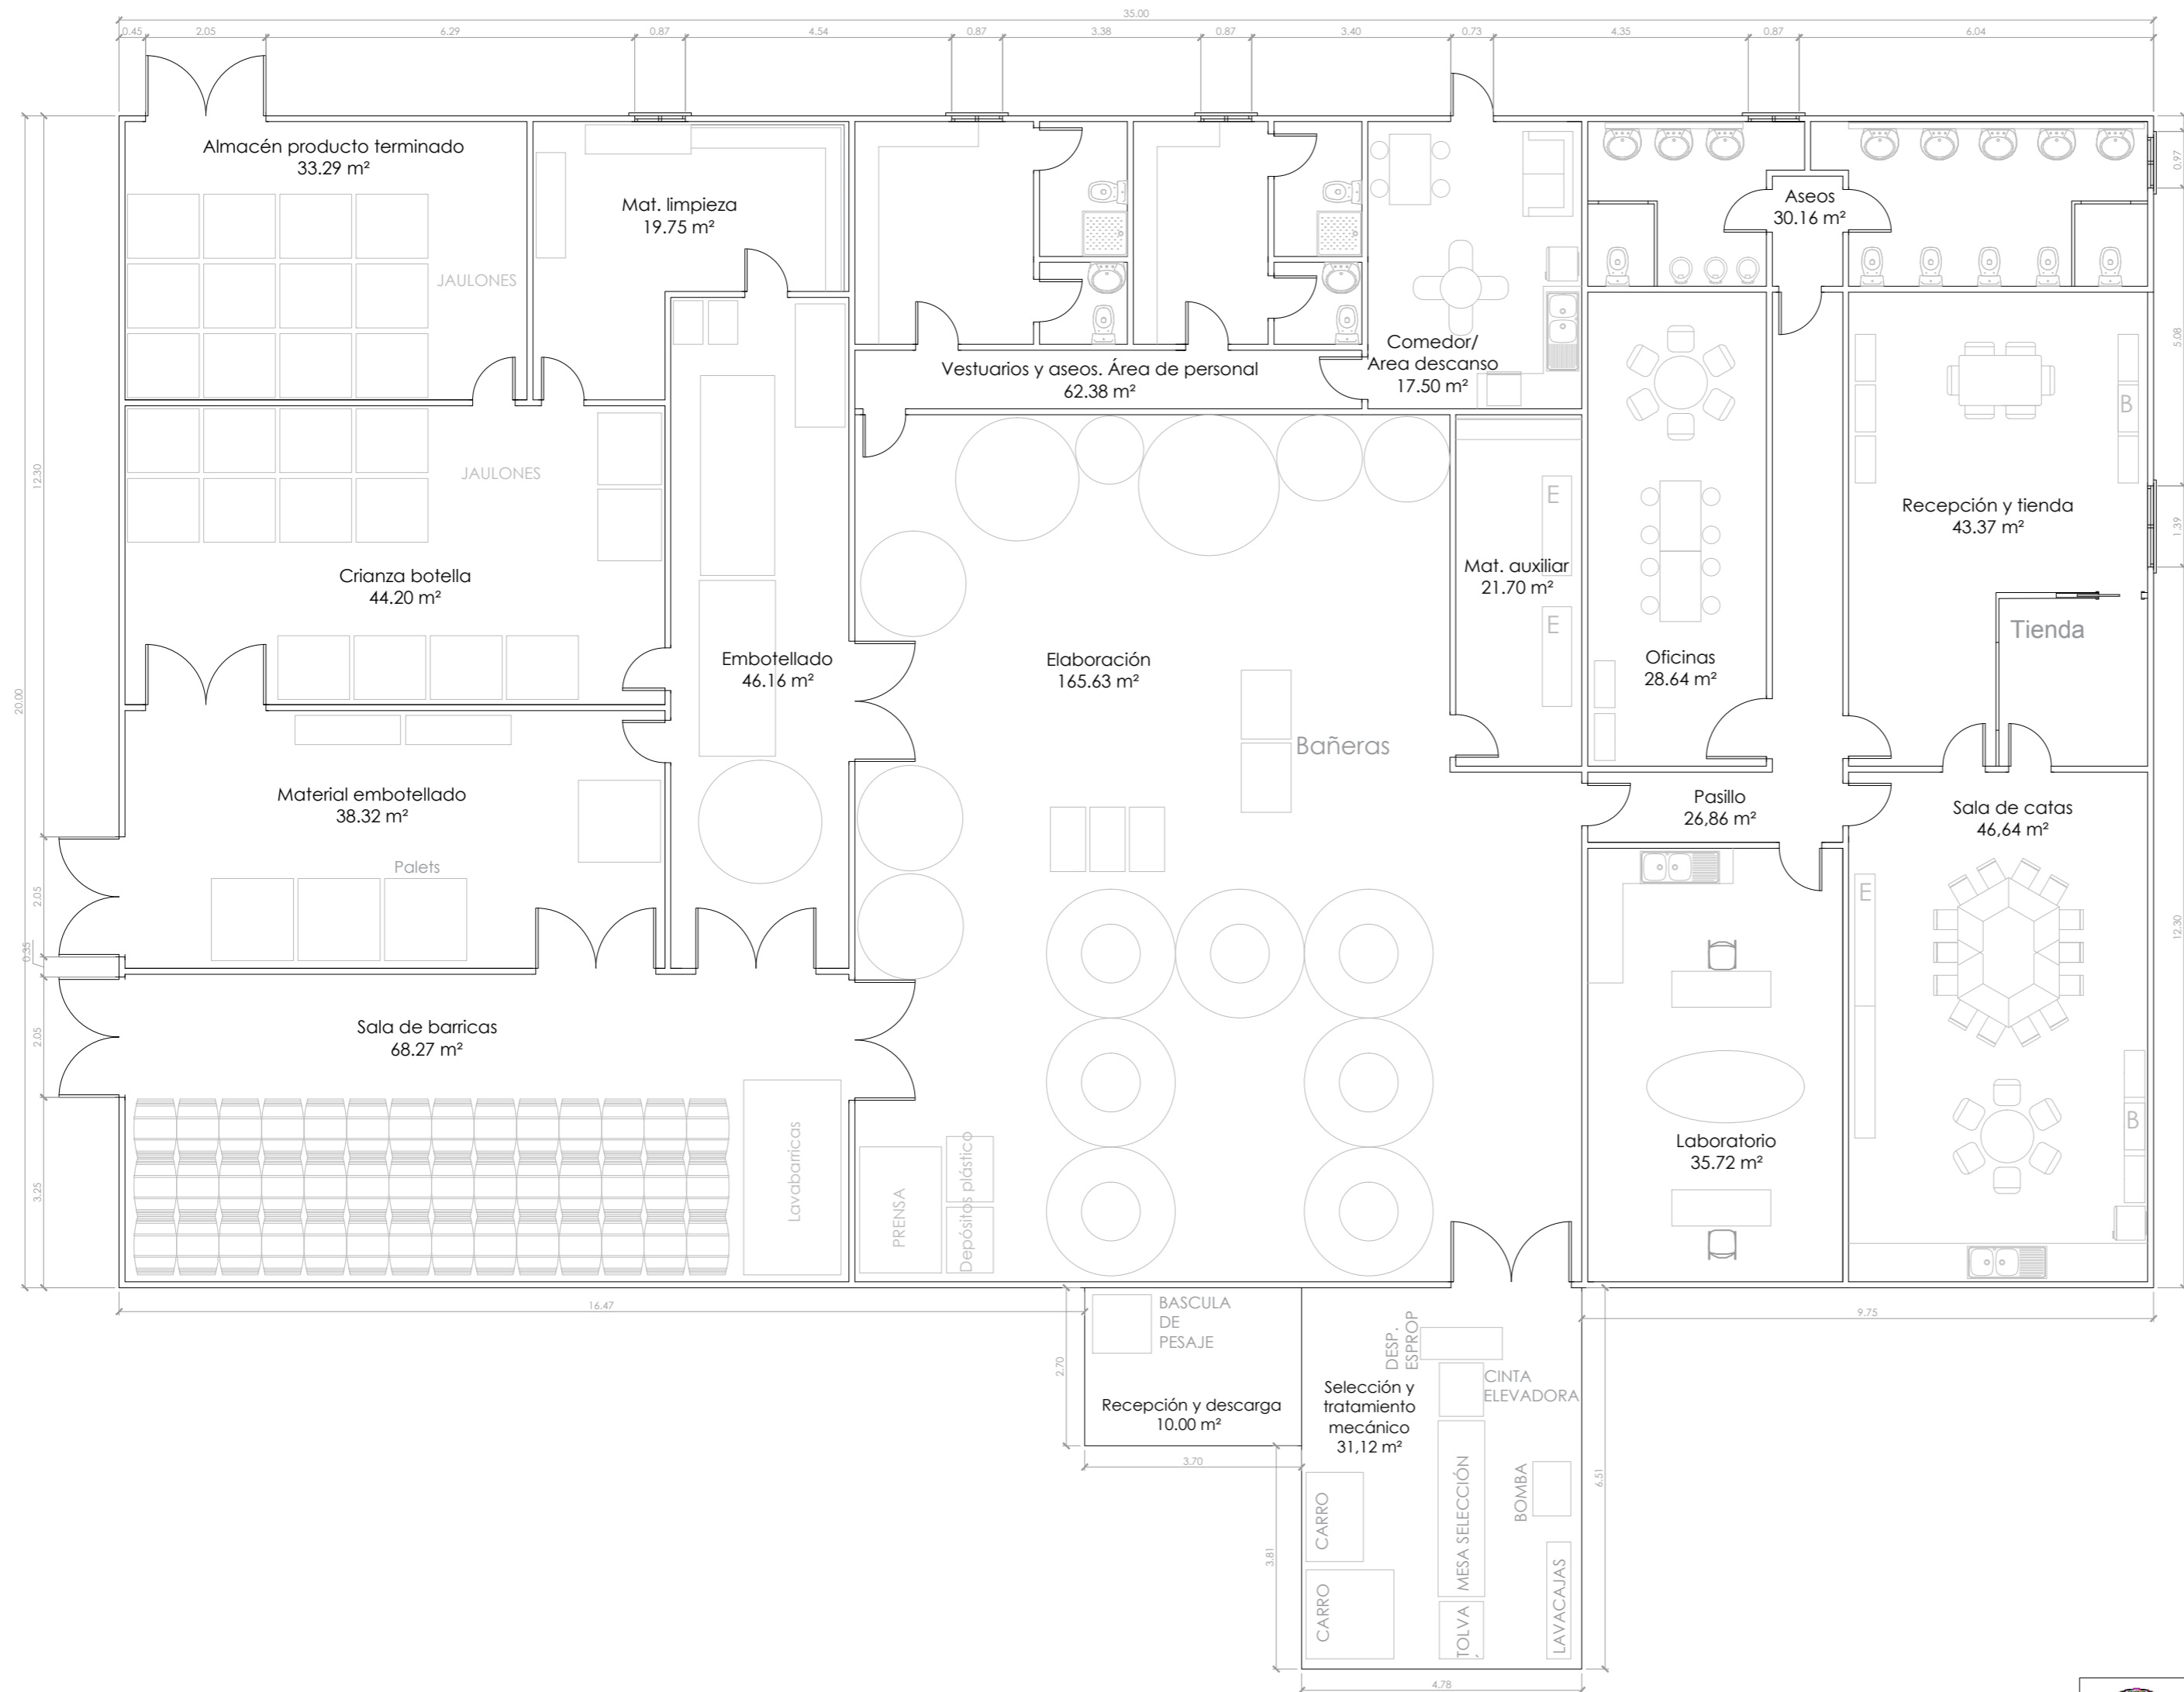 35.00
0.45
2.05
6.29
0.87
4.54
0.87
3.38
0.87
3.40
0.73
4.35
0.87
6.04
Almacén producto terminado
33.29 m²
JAULONES
Mat. limpieza
19.75 m²
Vestuarios y aseos. Área de personal
62.38 m²
Comedor/
Area descanso
17.50 m²
Aseos
30.16 m²
0.97
5.08
1.39
12.30
20.00
12.30
2.05
0.35
2.05
3.25
JAULONES
Crianza botella
44.20 m²
Embotellado
46.16 m²
Elaboración
165.63 m²
Bañeras
Mat. auxiliar
21.70 m²
E
E
Oficinas
28.64 m²
Recepción y tienda
43.37 m²
B
Tienda
Material embotellado
38.32 m²
Palets
Pasillo
26,86 m²
Sala de catas
46,64 m²
E
B
Sala de barricas
68.27 m²
Lavabarricas
PRENSA
Depósitos plástico
Laboratorio
35.72 m²
16.47
9.75
BASCULA
DE
PESAJE
2.70
Recepción y descarga
10.00 m²
3.70
DESP.
ESPROP
CINTA
ELEVADORA
Selección y
tratamiento
mecánico
31,12 m²
MESA SELECCIÓN
BOMBA
CARRO
CARRO
TOLVA
LAVACAJAS
6.51
3.81
4.78